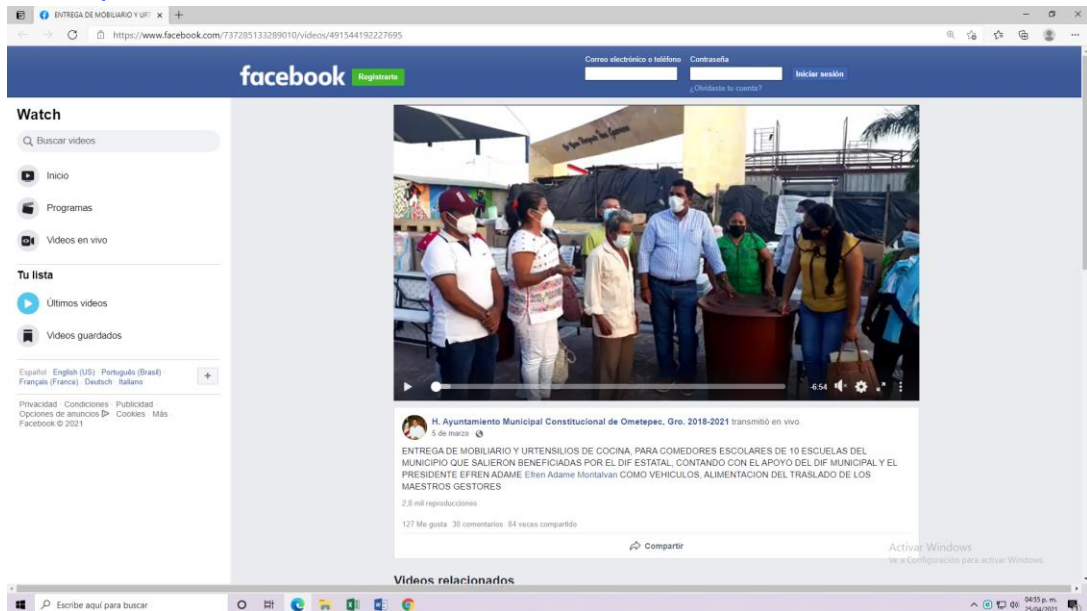 ENTREGA DE MOBILIARIO Y URT
https://www.facebook.com/737285133289010/videos/491544192227695
facebook
Registrarte
Correo electrónico o teléfono
Contraseña
Iniciar sesión
¿Olvidaste tu cuenta?
Watch
Buscar videos
Inicio
Programas
Videos en vivo
Tu lista
Últimos videos
Videos guardados
Español · English (US) · Português (Brasil) ·
Français (France) · Deutsch · Italiano
Privacidad · Condiciones · Publicidad ·
Opciones de anuncios · Cookies · Más ·
Facebook © 2021
-6:54
H. Ayuntamiento Municipal Constitucional de Ometepec, Gro. 2018-2021 transmitió en vivo.
5 de marzo ·
ENTREGA DE MOBILIARIO Y URTENSILIOS DE COCINA, PARA COMEDORES ESCOLARES DE 10 ESCUELAS DEL
MUNICIPIO QUE SALIERON BENEFICIADAS POR EL DIF ESTATAL, CONTANDO CON EL APOYO DEL DIF MUNICIPAL Y EL
PRESIDENTE EFREN ADAME Efren Adame Montalvan COMO VEHICULOS, ALIMENTACION DEL TRASLADO DE LOS
MAESTROS GESTORES
2,8 mil reproducciones
127 Me gusta 30 comentarios 84 veces compartido
Compartir
Videos relacionados
Activar Windows
Ve a Configuración para activar Windows.
Escribe aquí para buscar
04:55 p. m.
25/04/2021